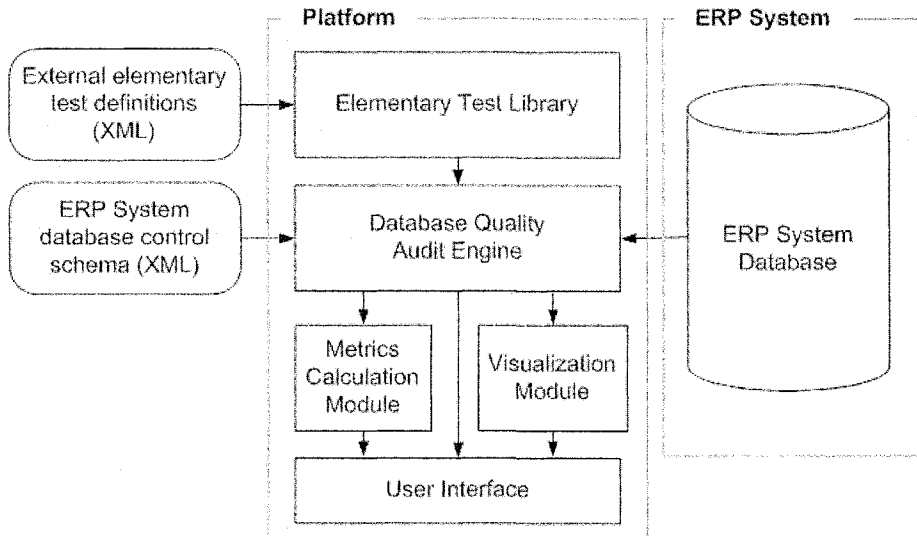 Platform
ERP System
External elementary
test definitions
(XML)
Elementary Test Library
ERP System
database control
schema (XML)
Database Quality
Audit Engine
ERP System
Database
Metrics
Calculation
Module
Visualization
Module
User Interface